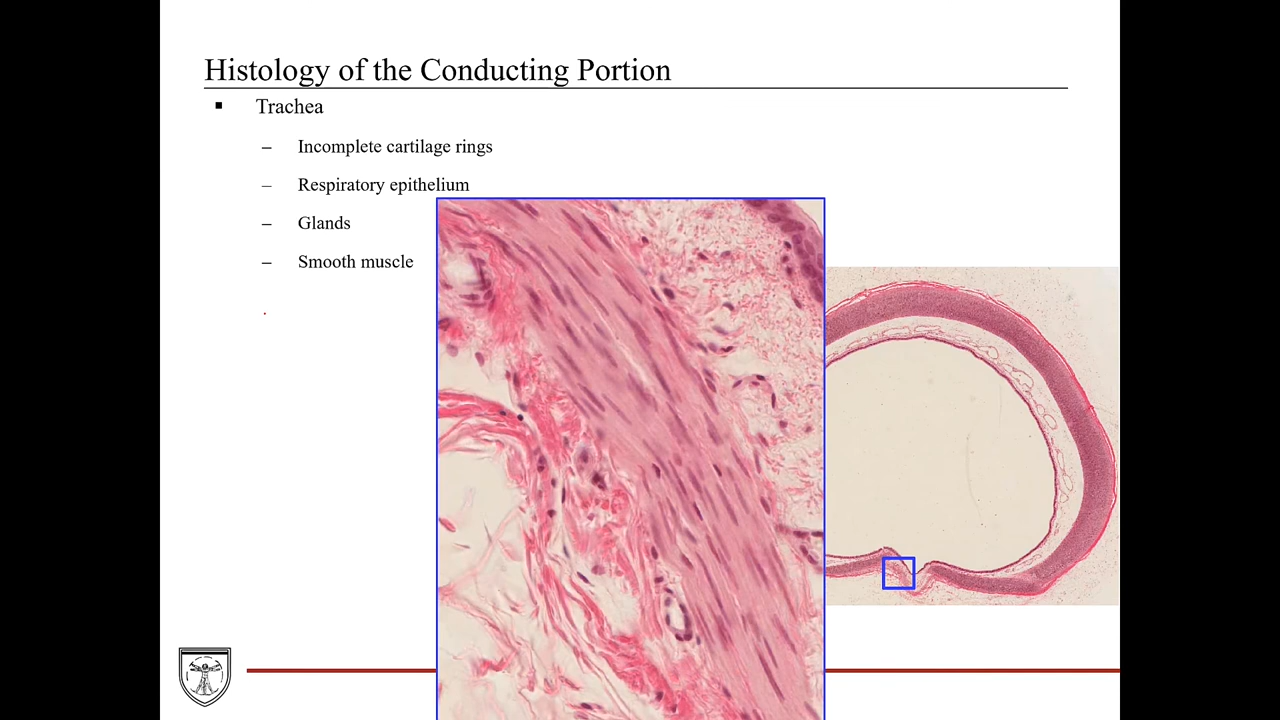 Histology of the Conducting Portion
▪ Trachea
– Incomplete cartilage rings
– Respiratory epithelium
– Glands
– Smooth muscle